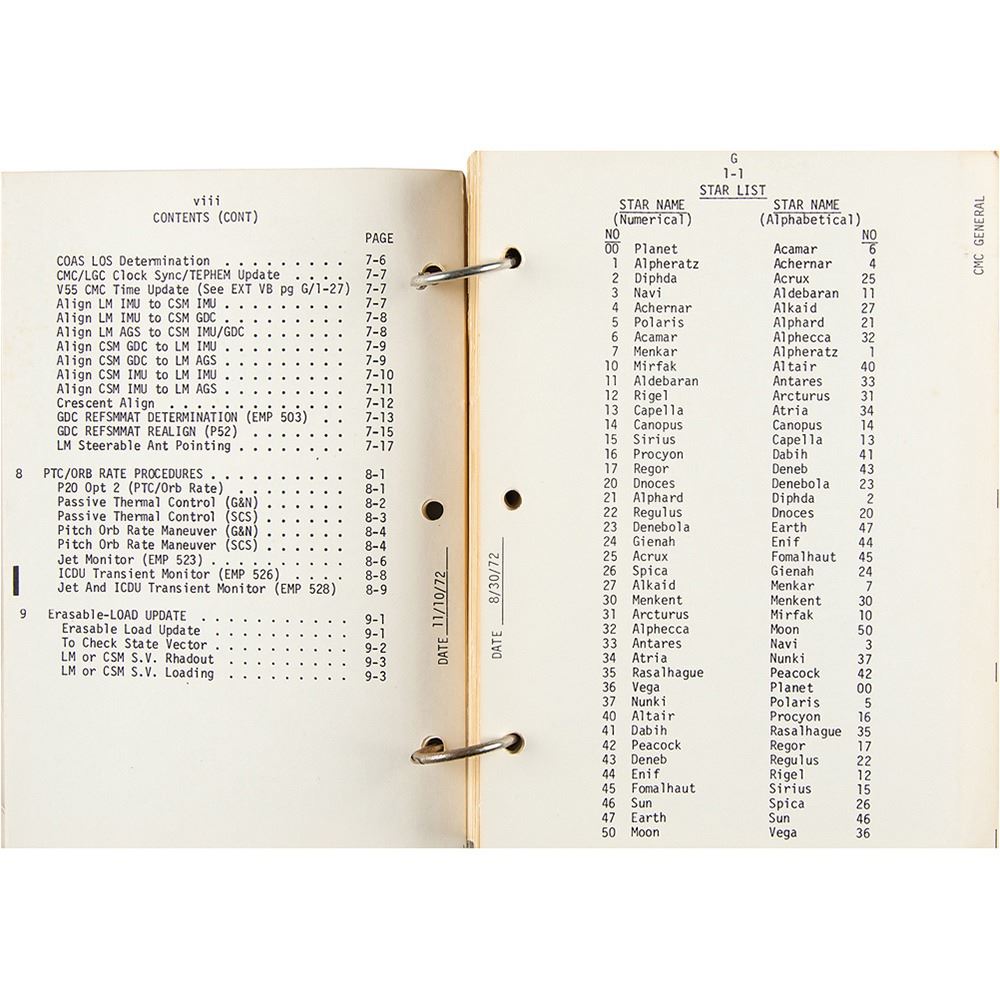 viii
CONTENTS (CONT)
PAGE
COAS LOS Determination . . . . . . . . . 7-6
CMC/LGC Clock Sync/TEPHEM Update . . . . . 7-7
V55 CMC Time Update (See EXT VB pg G/1-27) 7-7
Align LM IMU to CSM IMU . . . . . . . . . 7-7
Align LM IMU to CSM GDC . . . . . . . . . 7-8
Align LM AGS to CSM IMU/GDC . . . . . . . 7-8
Align CSM GDC to LM IMU . . . . . . . . . 7-9
Align CSM GDC to LM AGS . . . . . . . . . 7-9
Align CSM IMU to LM IMU . . . . . . . . . 7-10
Align CSM IMU to LM AGS . . . . . . . . . 7-11
Crescent Align . . . . . . . . . . . . . 7-12
GDC REFSMMAT DETERMINATION (EMP 503) . . 7-13
GDC REFSMMAT REALIGN (P52) . . . . . . . 7-15
LM Steerable Ant Pointing . . . . . . . . 7-17
8 PTC/ORB RATE PROCEDURES . . . . . . . . . . 8-1
P20 Opt 2 (PTC/Orb Rate) . . . . . . . . 8-1
Passive Thermal Control (G&N) . . . . . . 8-2
Passive Thermal Control (SCS) . . . . . . 8-3
Pitch Orb Rate Maneuver (G&N) . . . . . . 8-4
Pitch Orb Rate Maneuver (SCS) . . . . . . 8-4
Jet Monitor (EMP 523) . . . . . . . . . . 8-6
ICDU Transient Monitor (EMP 526) . . . . 8-8
Jet And ICDU Transient Monitor (EMP 528) 8-9
9 Erasable-LOAD UPDATE . . . . . . . . . . . 9-1
Erasable Load Update . . . . . . . . . . 9-1
To Check State Vector . . . . . . . . . . 9-2
LM or CSM S.V. Rhadout . . . . . . . . . 9-3
LM or CSM S.V. Loading . . . . . . . . . 9-3
DATE 11/10/72
DATE 8/30/72
G
1-1
STAR LIST
STAR NAME STAR NAME
(Numerical) (Alphabetical)
NO NO
00 Planet Acamar 6
1 Alpheratz Achernar 4
2 Diphda Acrux 25
3 Navi Aldebaran 11
4 Achernar Alkaid 27
5 Polaris Alphard 21
6 Acamar Alphecca 32
7 Menkar Alpheratz 1
10 Mirfak Altair 40
11 Aldebaran Antares 33
12 Rigel Arcturus 31
13 Capella Atria 34
14 Canopus Canopus 14
15 Sirius Capella 13
16 Procyon Dabih 41
17 Regor Deneb 43
20 Dnoces Denebola 23
21 Alphard Diphda 2
22 Regulus Dnoces 20
23 Denebola Earth 47
24 Gienah Enif 44
25 Acrux Fomalhaut 45
26 Spica Gienah 24
27 Alkaid Menkar 7
30 Menkent Menkent 30
31 Arcturus Mirfak 10
32 Alphecca Moon 50
33 Antares Navi 3
34 Atria Nunki 37
35 Rasalhague Peacock 42
36 Vega Planet 00
37 Nunki Polaris 5
40 Altair Procyon 16
41 Dabih Rasalhague 35
42 Peacock Regor 17
43 Deneb Regulus 22
44 Enif Rigel 12
45 Fomalhaut Sirius 15
46 Sun Spica 26
47 Earth Sun 46
50 Moon Vega 36
CMC GENERAL